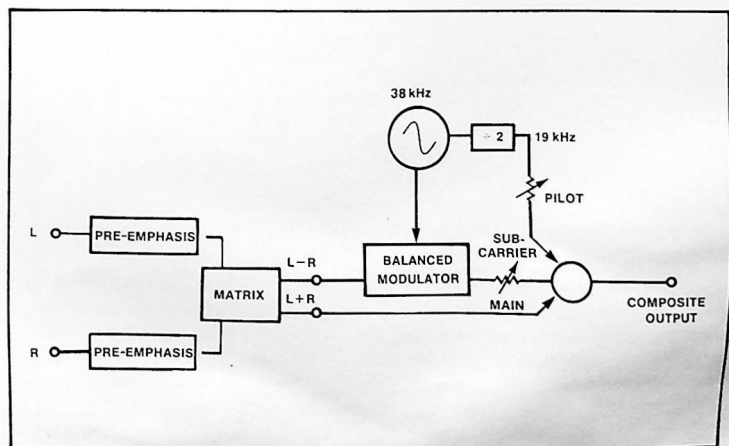 38 kHz
÷ 2
19 kHz
PILOT
L
PRE-EMPHASIS
SUB-
CARRIER
L−R
BALANCED
MODULATOR
MATRIX
L+R
MAIN
COMPOSITE
OUTPUT
R
PRE-EMPHASIS